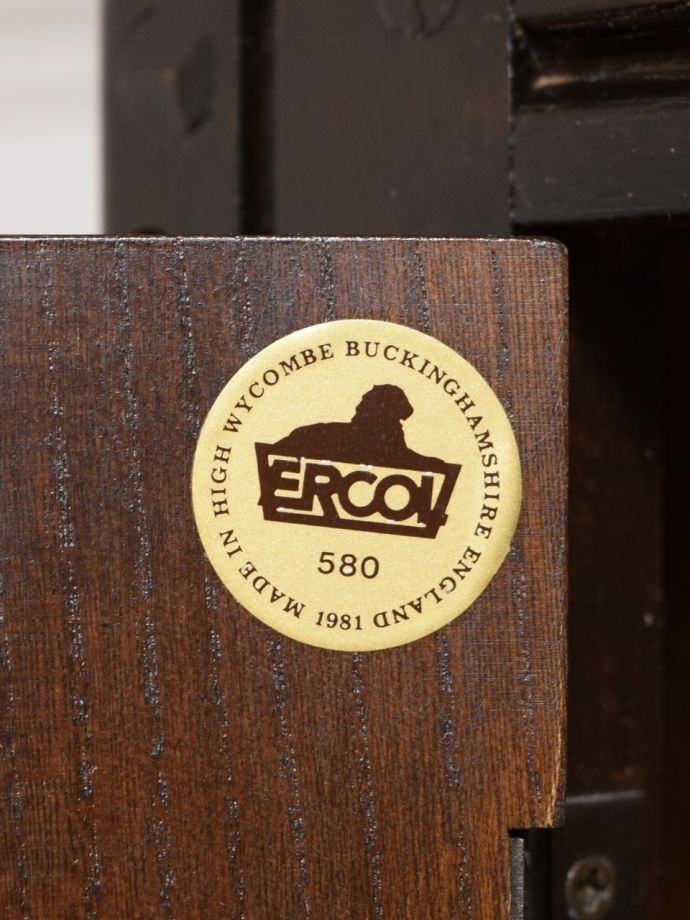 MADE IN HIGH WYCOMBE BUCKINGHAMSHIRE ENGLAND
ERCOL
580
1981